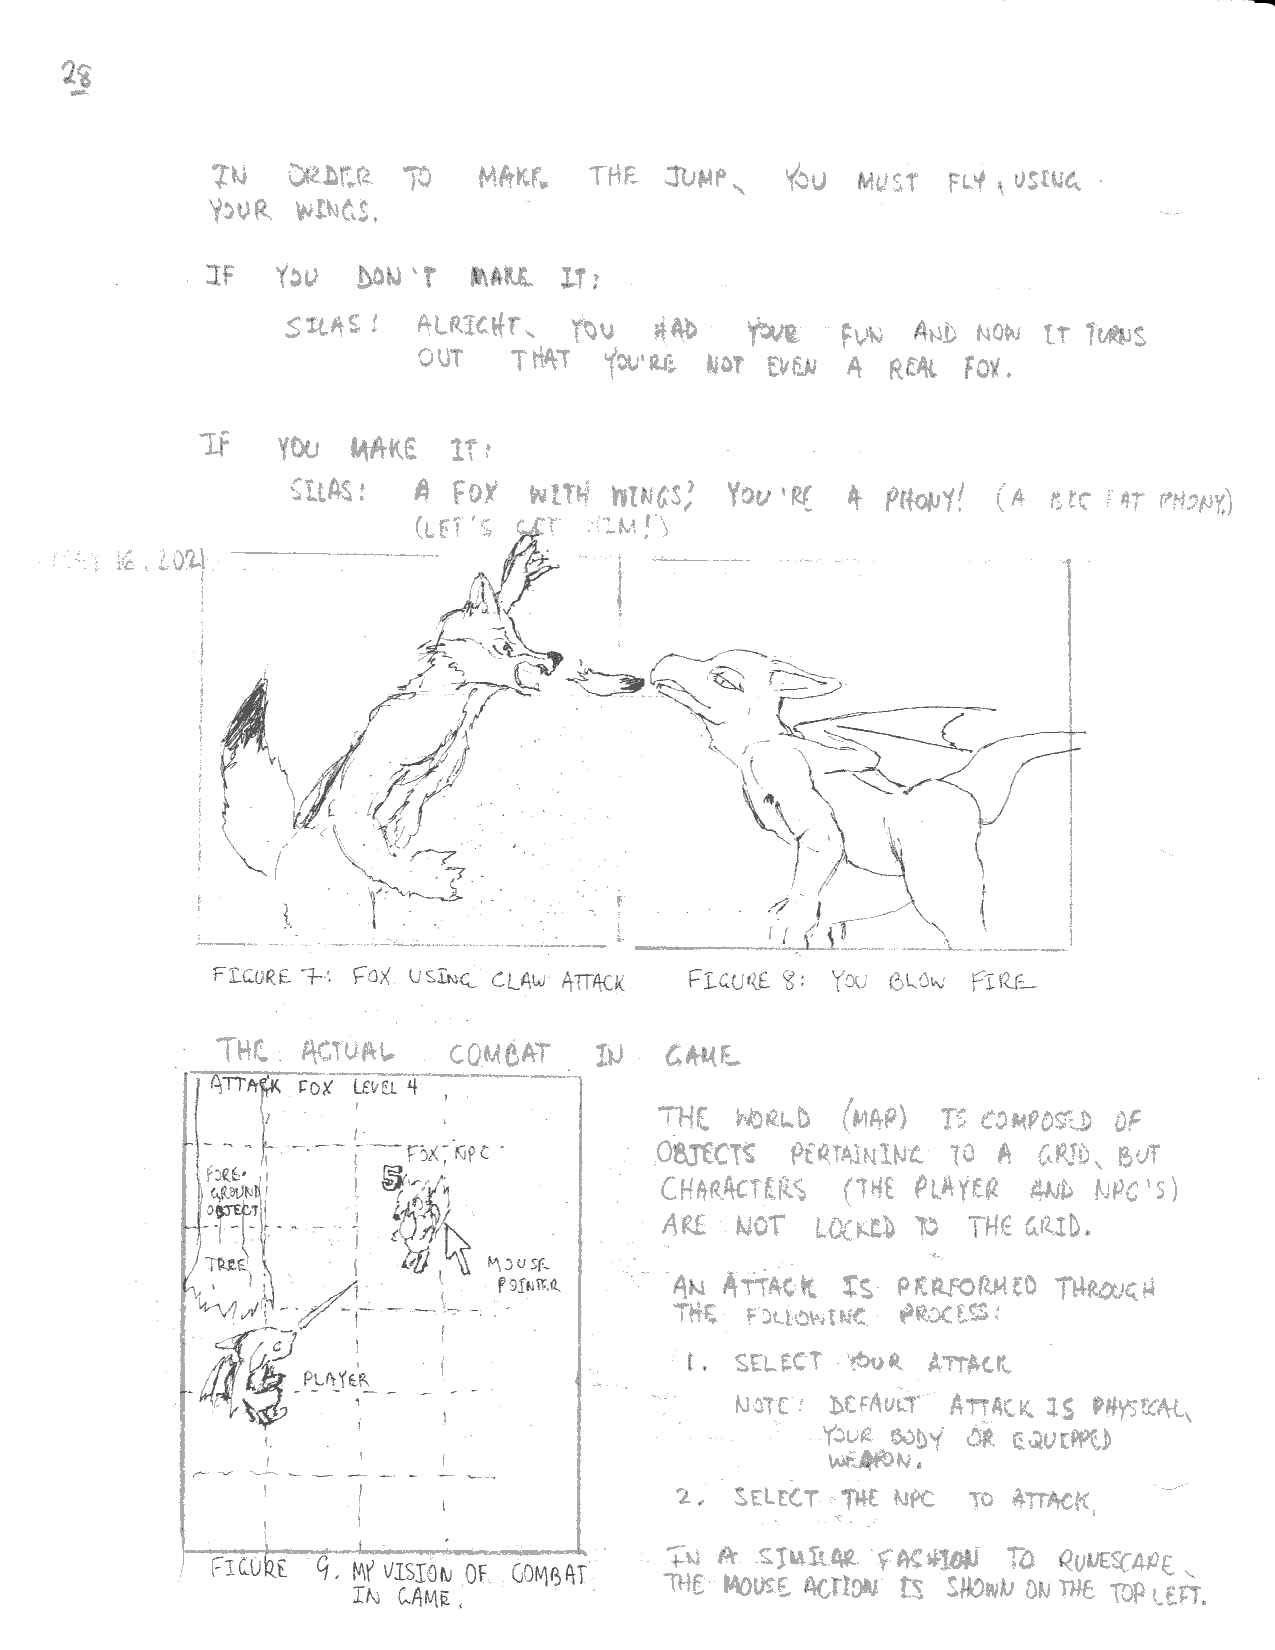 28
IN ORDER TO MAKE THE JUMP, YOU MUST FLY, USING
YOUR WINGS.
IF YOU DON'T MAKE IT:
SILAS: ALRIGHT, YOU HAD YOUR FUN AND NOW IT TURNS
OUT THAT YOU'RE NOT EVEN A REAL FOX.
IF YOU MAKE IT:
SILAS: A FOX WITH WINGS? YOU'RE A PHONY! (A BIG FAT PHONY)
(LET'S GET HIM!)
16, 2021
FIGURE 7: FOX USING CLAW ATTACK
FIGURE 8: YOU BLOW FIRE
THE ACTUAL COMBAT IN GAME
ATTACK FOX LEVEL 4
FOX, NPC
5
FORE-
GROUND
OBJECT
TREE
MOUSE
POINTER
PLAYER
FIGURE 9. MY VISION OF COMBAT
IN GAME.
THE WORLD (MAP) IS COMPOSED OF
OBJECTS PERTAINING TO A GRID, BUT
CHARACTERS (THE PLAYER AND NPC'S)
ARE NOT LOCKED TO THE GRID.
AN ATTACK IS PERFORMED THROUGH
THE FOLLOWING PROCESS:
1. SELECT YOUR ATTACK
NOTE: DEFAULT ATTACK IS PHYSICAL,
YOUR BODY OR EQUIPPED
WEAPON.
2. SELECT THE NPC TO ATTACK.
IN A SIMILAR FASHION TO RUNESCAPE,
THE MOUSE ACTION IS SHOWN ON THE TOP LEFT.